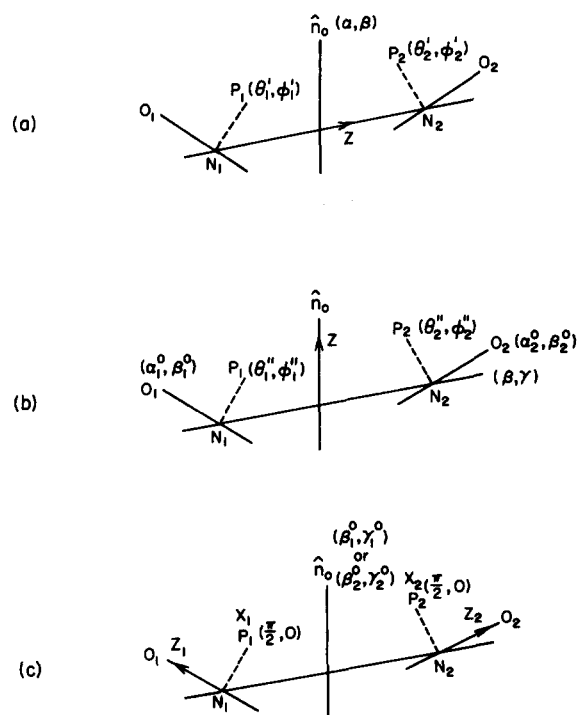 (a)
n̂₀ (α,β)
P₁(θ₁′,ϕ₁′)
P₂(θ₂′,ϕ₂′)
O₁
O₂
Z
N₁
N₂
(b)
n̂₀
Z
P₂(θ₂″,ϕ₂″)
(α₁⁰,β₁⁰)
O₁
P₁(θ₁″,ϕ₁″)
O₂(α₂⁰,β₂⁰)
(β,γ)
N₁
N₂
(c)
(β₁⁰,γ₁⁰)
or
n̂₀(β₂⁰,γ₂⁰)
X₂
P₂(π/2,0)
X₁
P₁(π/2,0)
Z₁
O₁
Z₂
O₂
N₁
N₂